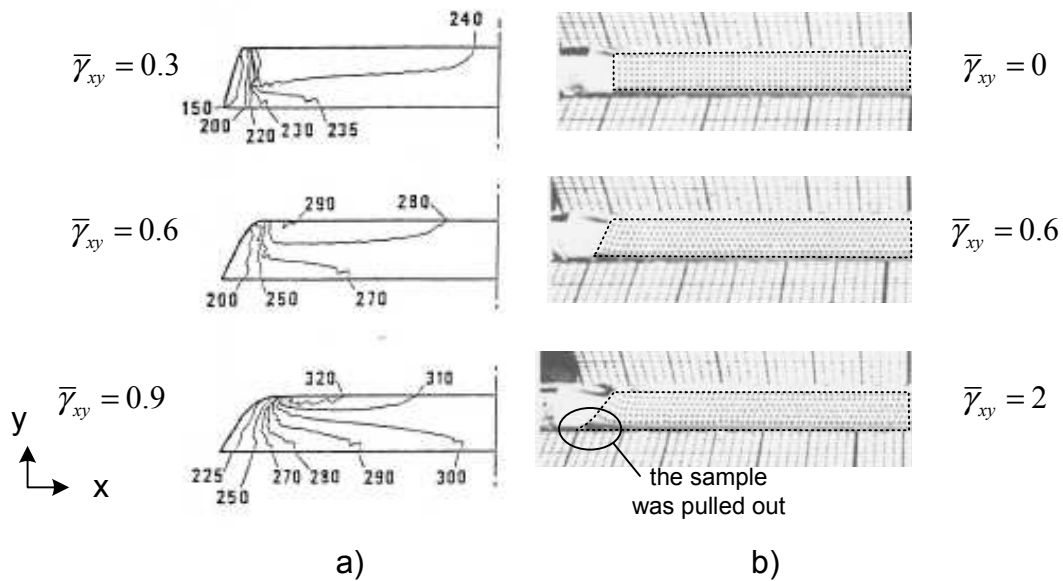 240
γ̅xy = 0.3
γ̅xy = 0
150
200
220
230
235
290
280
γ̅xy = 0.6
γ̅xy = 0.6
200
250
270
320
310
γ̅xy = 0.9
γ̅xy = 2
y
225
270
280
290
300
250
x
the sample
was pulled out
a)
b)